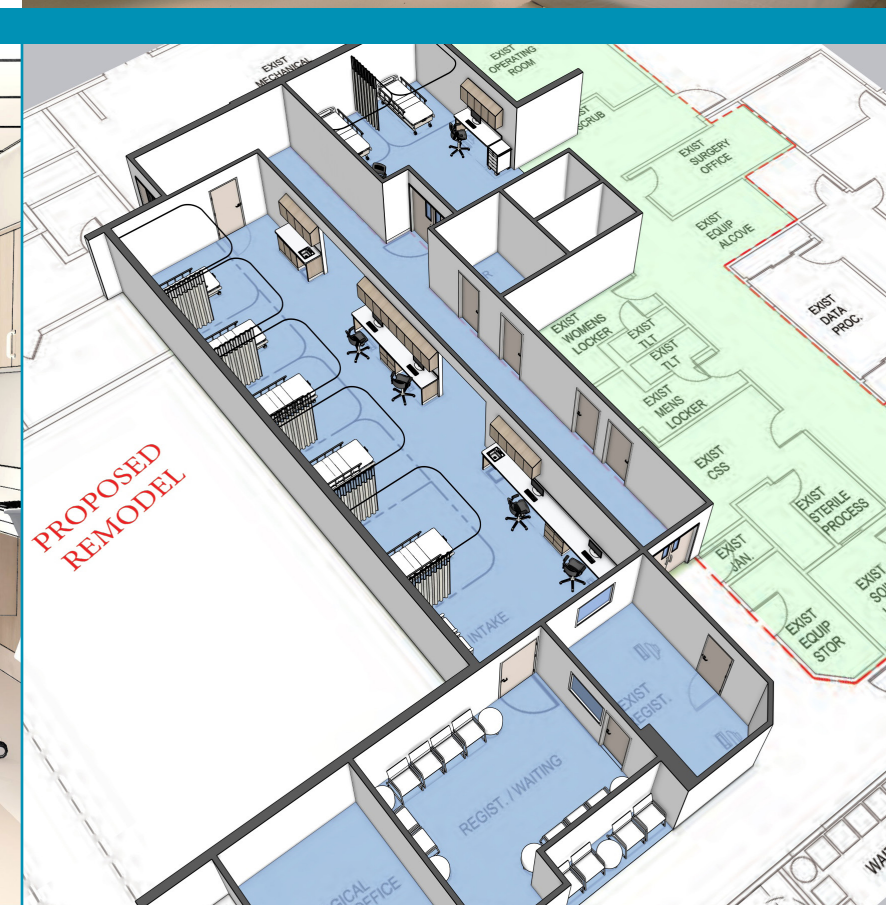 EXIST
MECHANICAL
EXIST
OPERATING
ROOM
SCRUB
EXIST
SURGERY
OFFICE
EXIST
EQUIP
ALCOVE
EXIST
DATA
PROC.
EXIST
WOMENS
LOCKER
EXIST
TLT
EXIST
TLT
EXIST
MENS
LOCKER
EXIST
CSS
EXIST
STERILE
PROCESS
EXIST
JAN.
EXIST
EXIST
EQUIP
STOR
PROPOSED
REMODEL
INTAKE
EXIST
REGIST.
REGIST. / WAITING